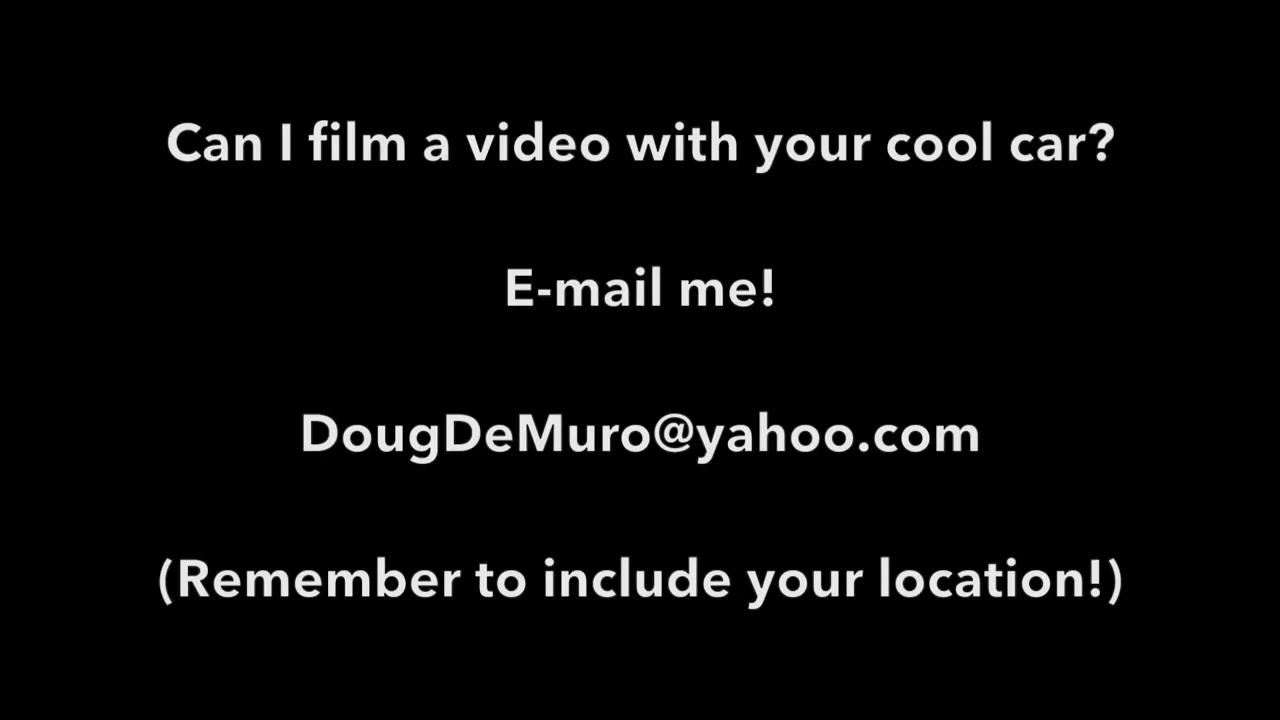 Can I film a video with your cool car?
E-mail me!
DougDeMuro@yahoo.com
(Remember to include your location!)